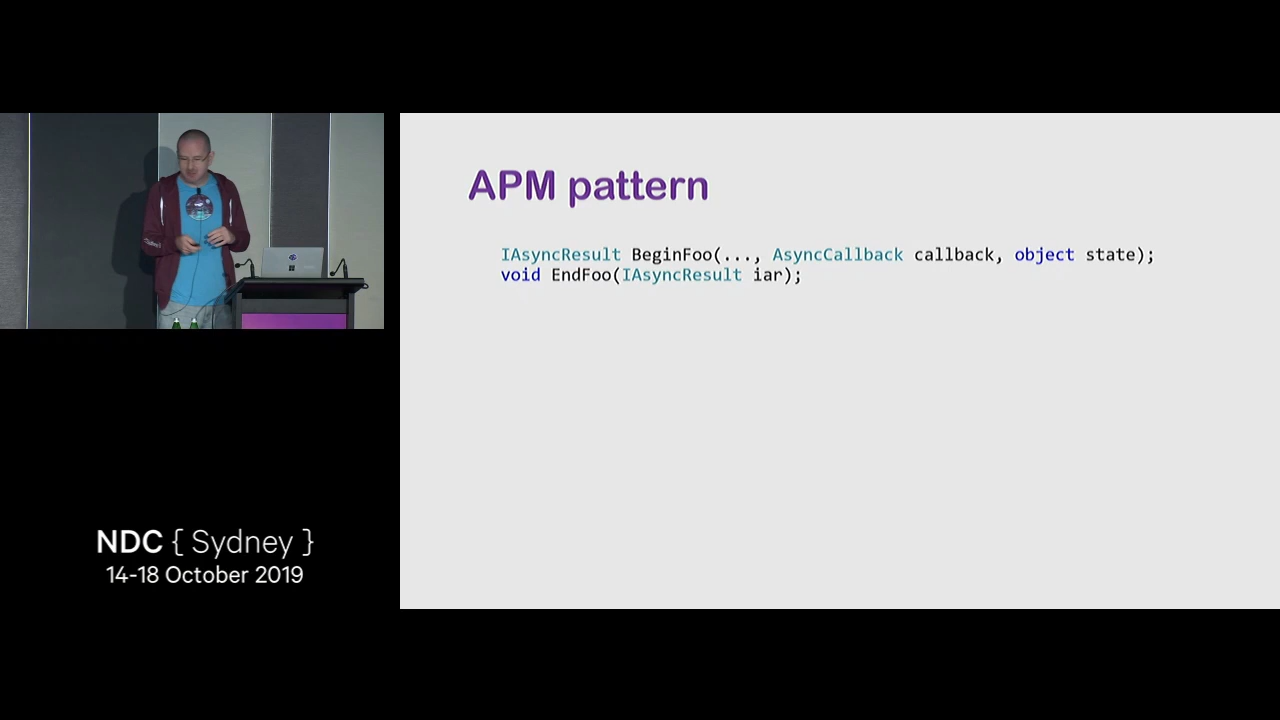 APM pattern
IAsyncResult BeginFoo(..., AsyncCallback callback, object state);
void EndFoo(IAsyncResult iar);
NDC { Sydney }
14-18 October 2019